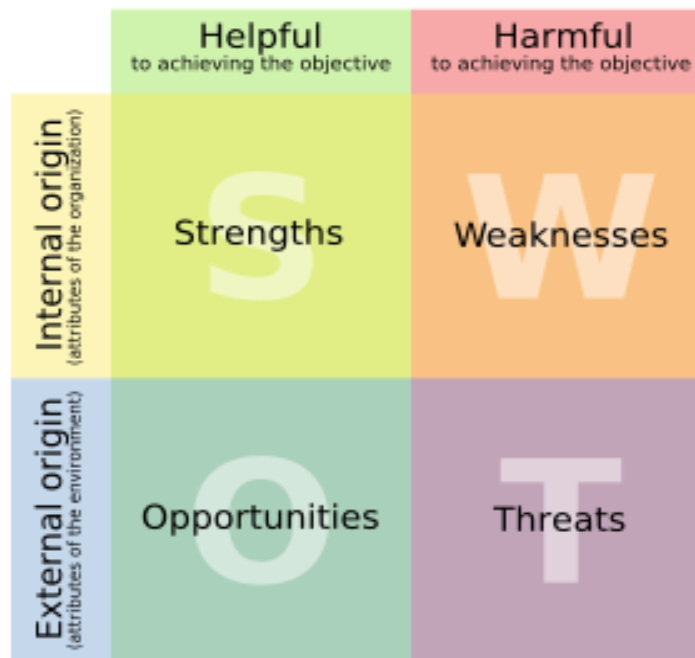 Helpful
to achieving the objective
Harmful
to achieving the objective
Internal origin
(attributes of the organization)
S
Strengths
W
Weaknesses
External origin
(attributes of the environment)
O
Opportunities
T
Threats